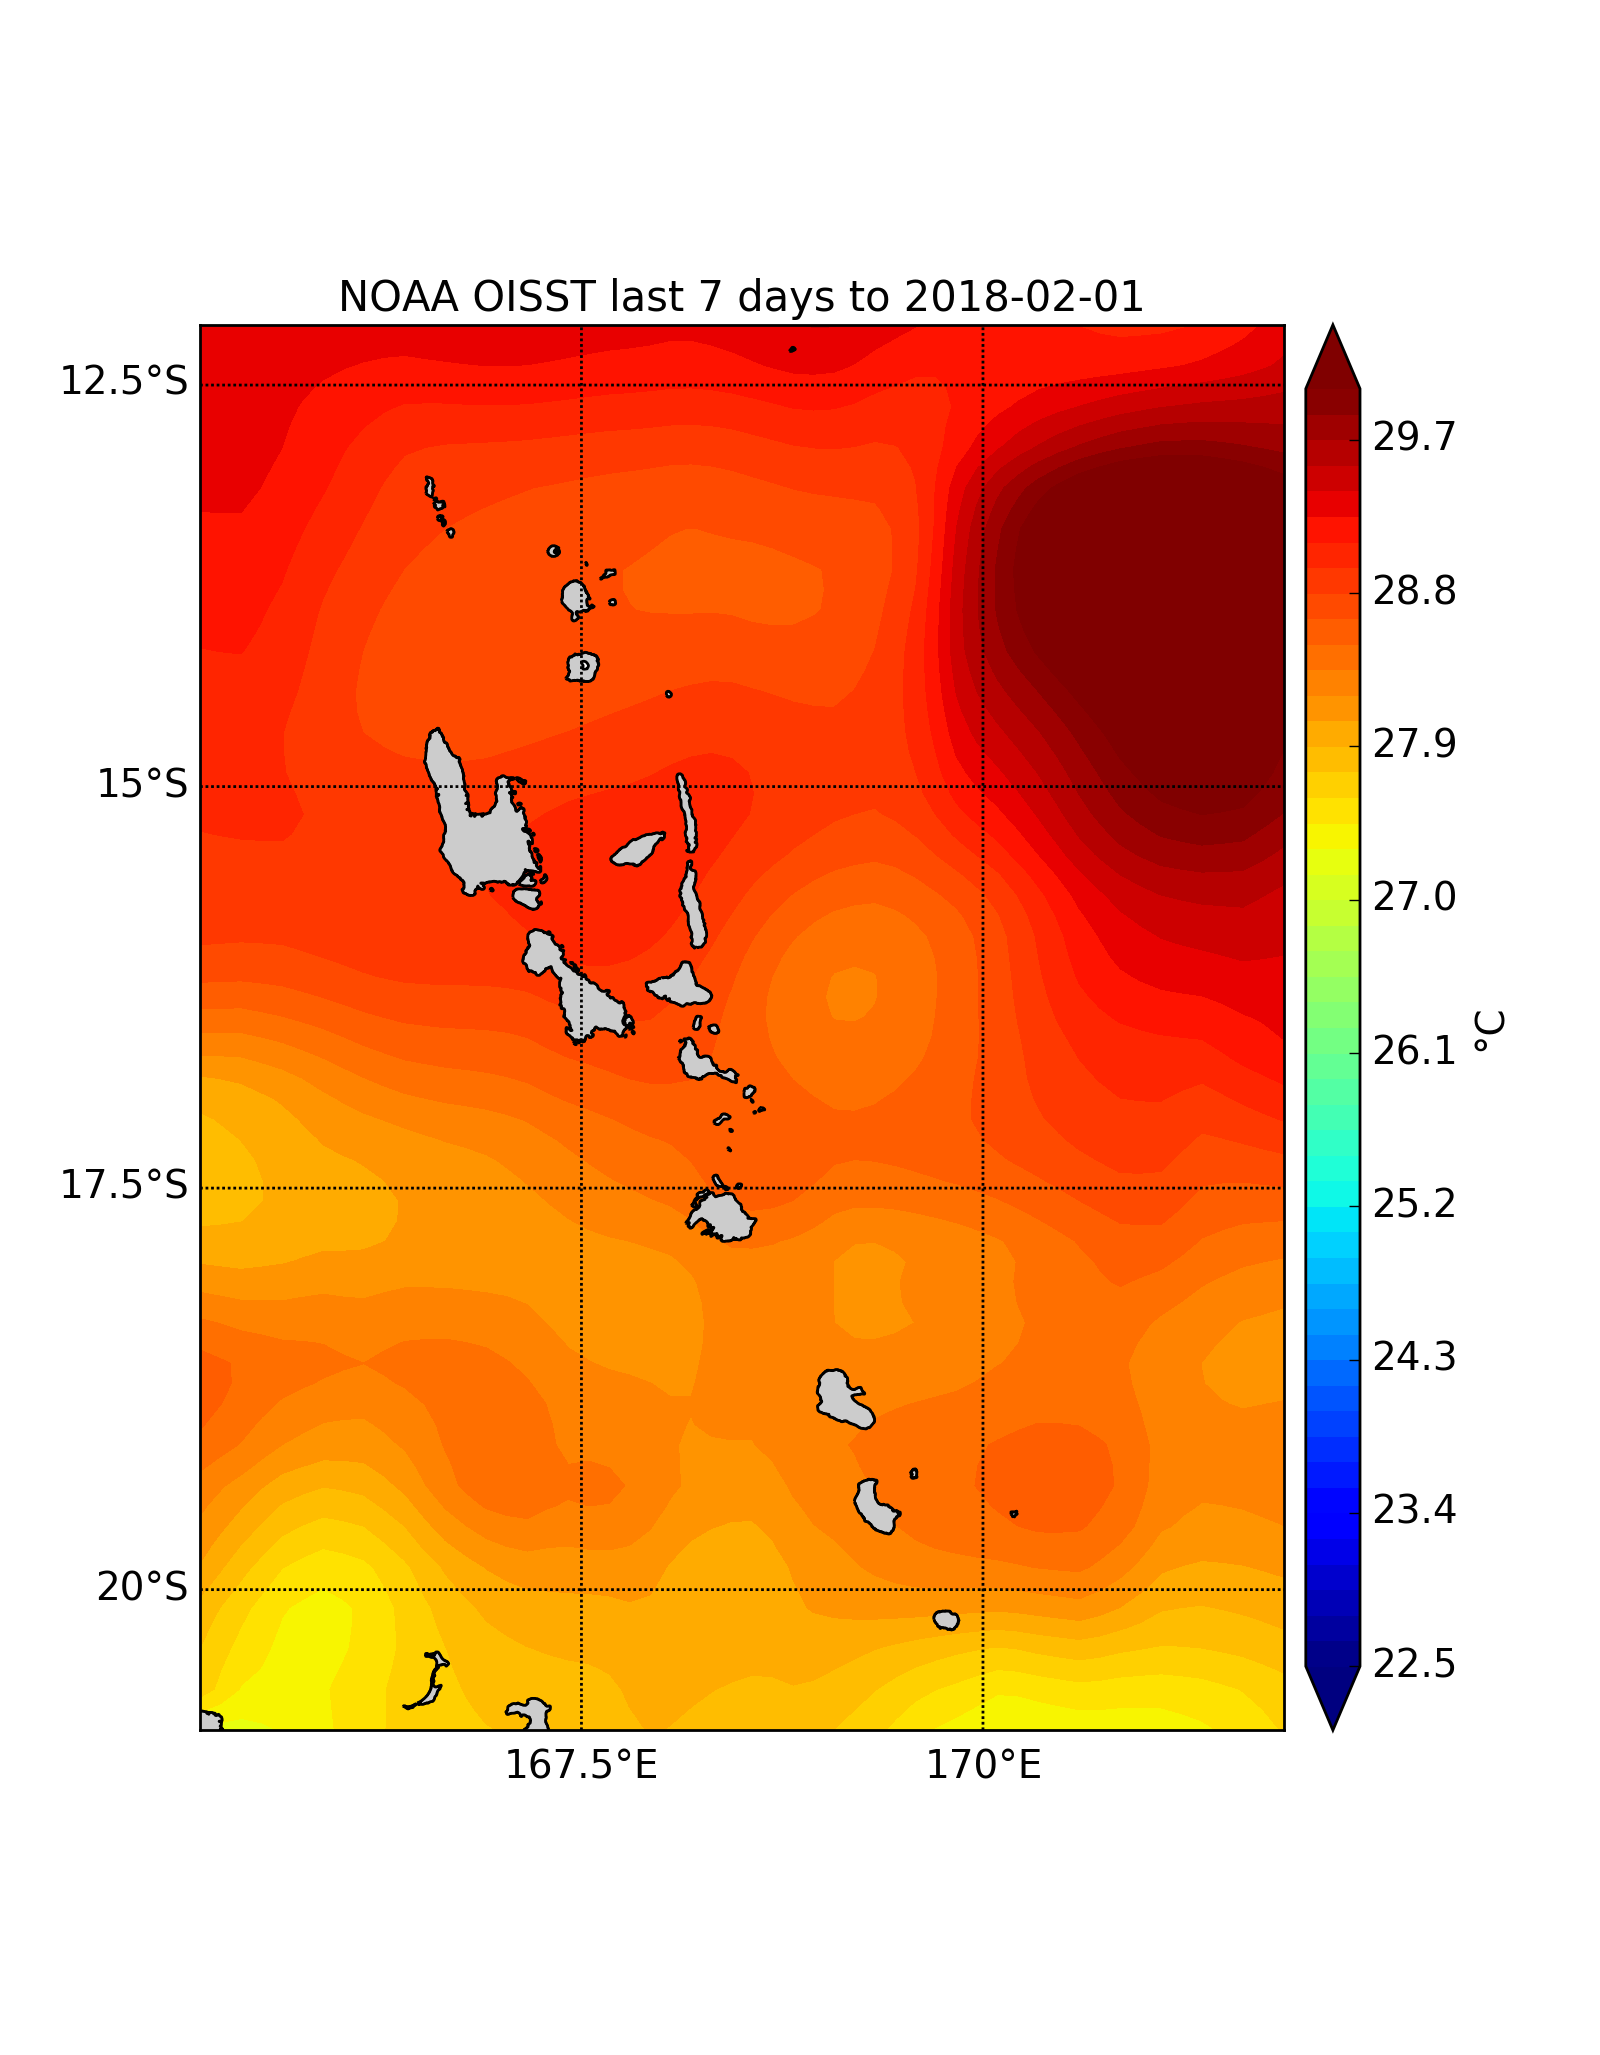 NOAA OISST last 7 days to 2018-02-01
12.5°S
15°S
17.5°S
20°S
167.5°E
170°E
29.7
28.8
27.9
27.0
26.1
25.2
24.3
23.4
22.5
°C